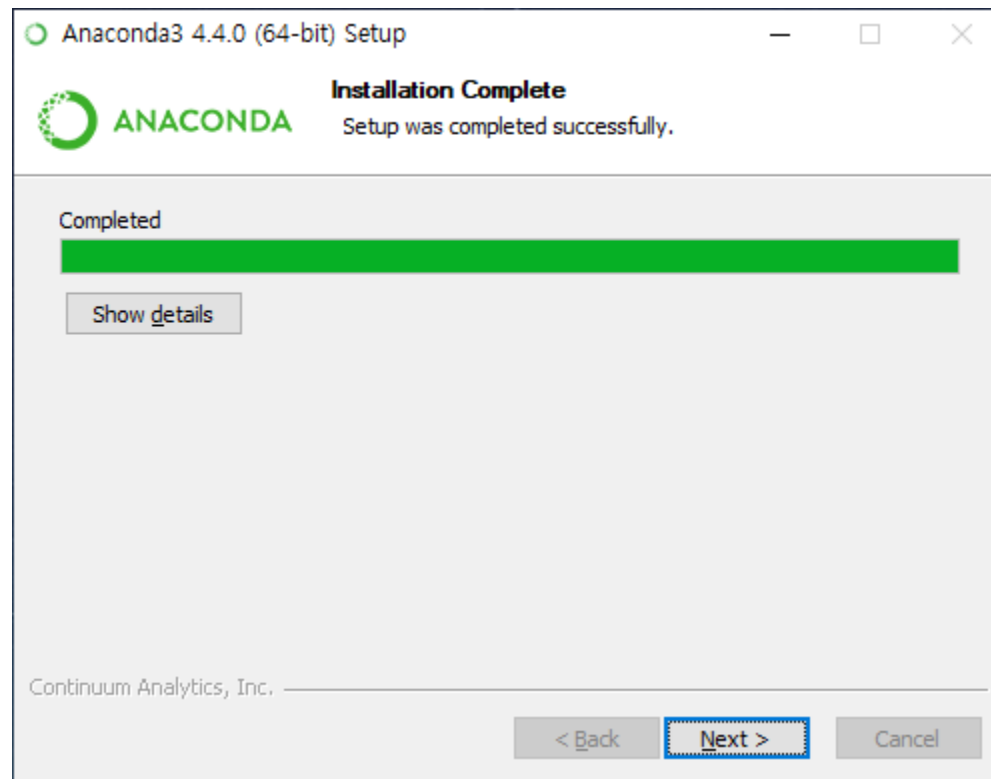 Anaconda3 4.4.0 (64-bit) Setup
ANACONDA
Installation Complete
Setup was completed successfully.
Completed
Show details
Continuum Analytics, Inc.
< Back
Next >
Cancel